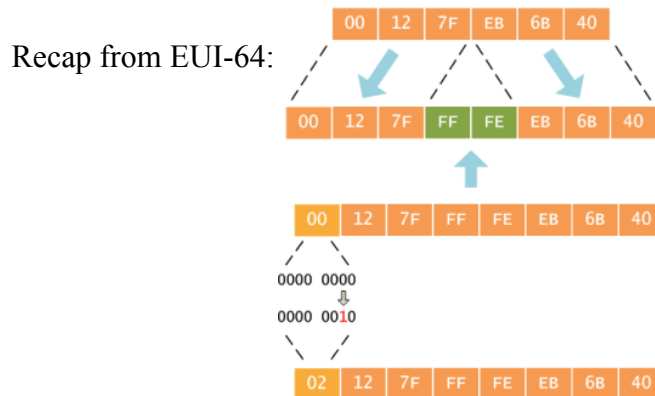 00 12 7F EB 6B 40
Recap from EUI-64:
00 12 7F FF FE EB 6B 40
00 12 7F FF FE EB 6B 40
0000 0000
0000 0010
02 12 7F FF FE EB 6B 40